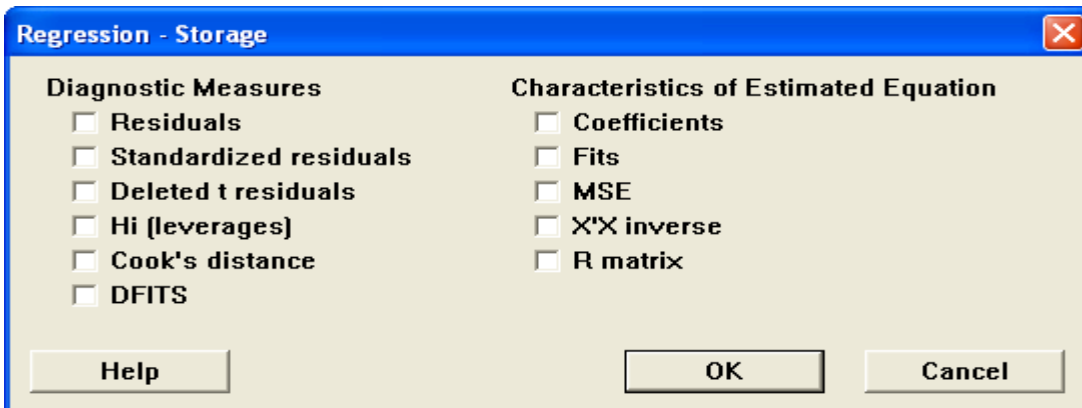 Regression - Storage
Diagnostic Measures
Residuals
Standardized residuals
Deleted t residuals
Hi (leverages)
Cook's distance
DFITS
Characteristics of Estimated Equation
Coefficients
Fits
MSE
X'X inverse
R matrix
Help
OK
Cancel